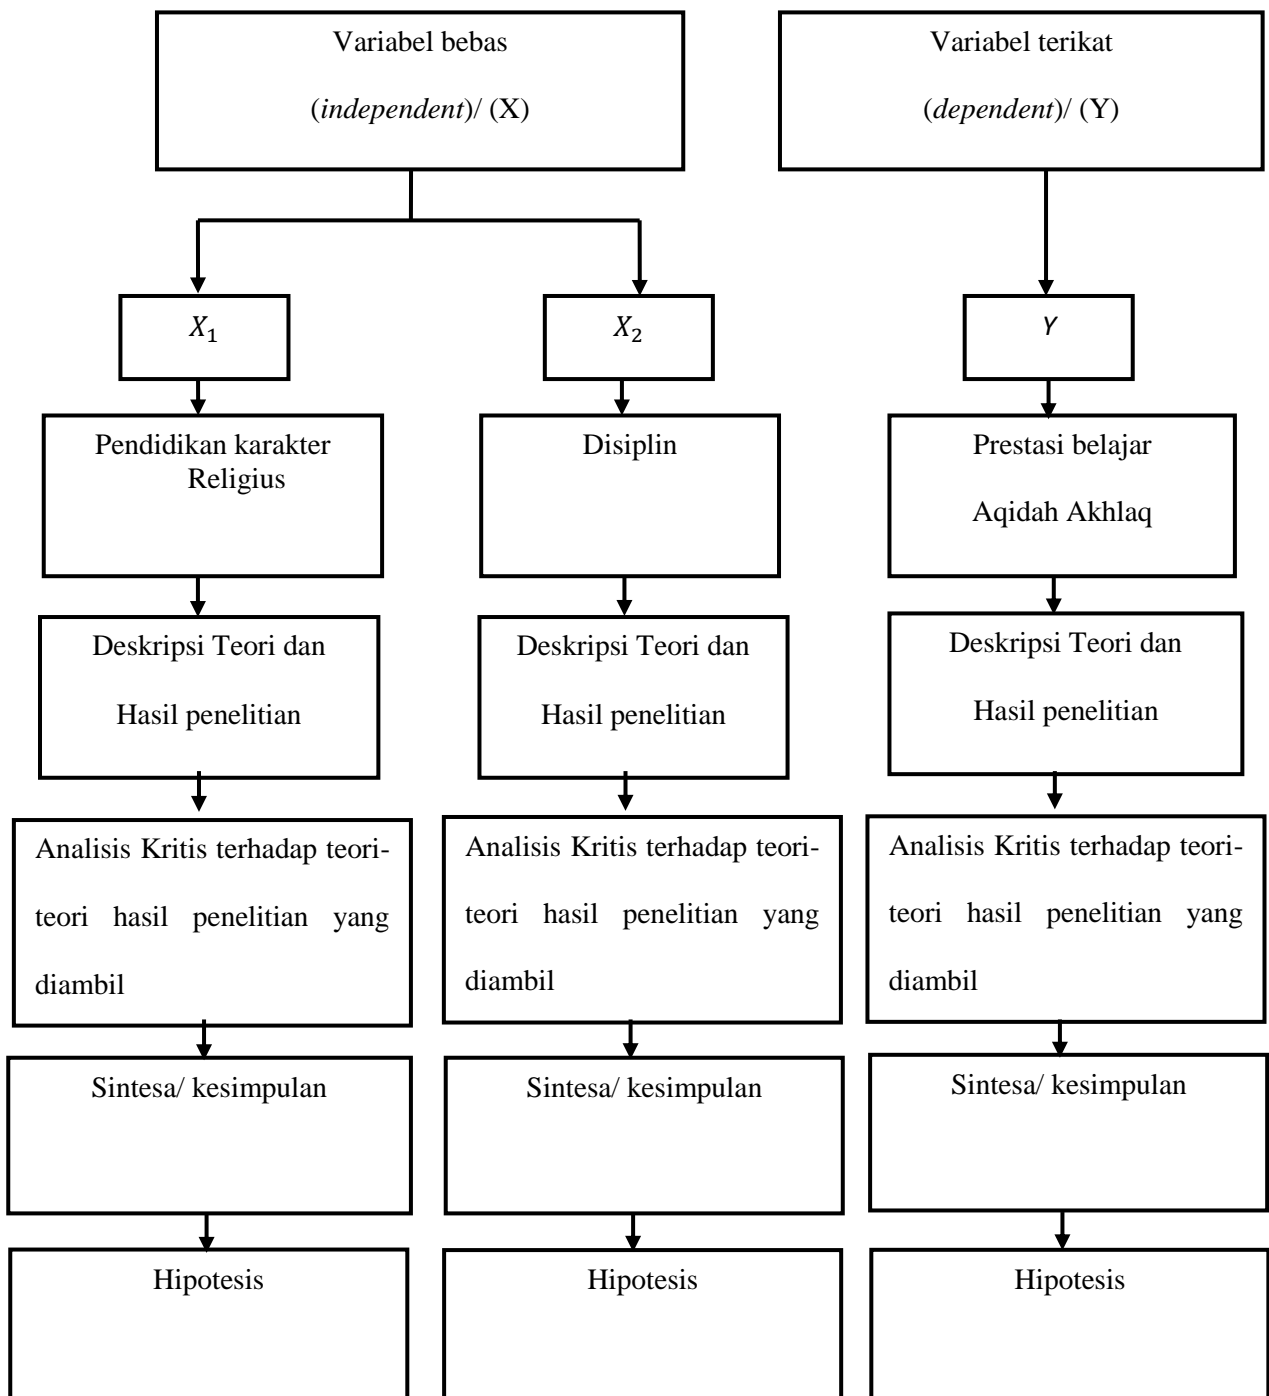 Variabel bebas
(independent)/ (X)
Variabel terikat
(dependent)/ (Y)
X₁
X₂
Y
Pendidikan karakter
Religius
Disiplin
Prestasi belajar
Aqidah Akhlaq
Deskripsi Teori dan
Hasil penelitian
Deskripsi Teori dan
Hasil penelitian
Deskripsi Teori dan
Hasil penelitian
Analisis Kritis terhadap teori-
teori hasil penelitian yang
diambil
Analisis Kritis terhadap teori-
teori hasil penelitian yang
diambil
Analisis Kritis terhadap teori-
teori hasil penelitian yang
diambil
Sintesa/ kesimpulan
Sintesa/ kesimpulan
Sintesa/ kesimpulan
Hipotesis
Hipotesis
Hipotesis